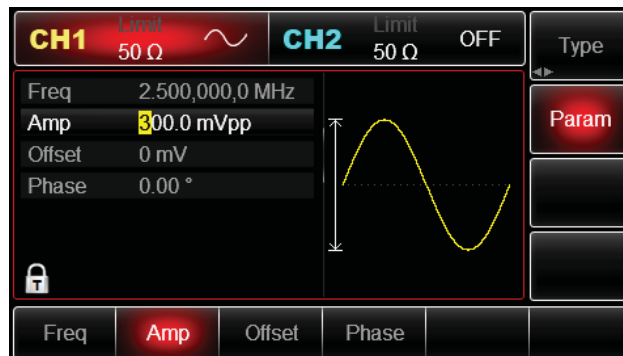 CH1 Limit 50 Ω
CH2 Limit 50 Ω OFF
Type
Freq 2.500,000,0 MHz
Amp 300.0 mVpp
Offset 0 mV
Phase 0.00 °
Param
T
Freq Amp Offset Phase